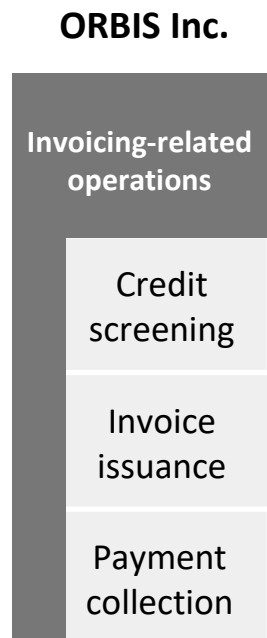 ORBIS Inc.
Invoicing-related
operations
Credit
screening
Invoice
issuance
Payment
collection